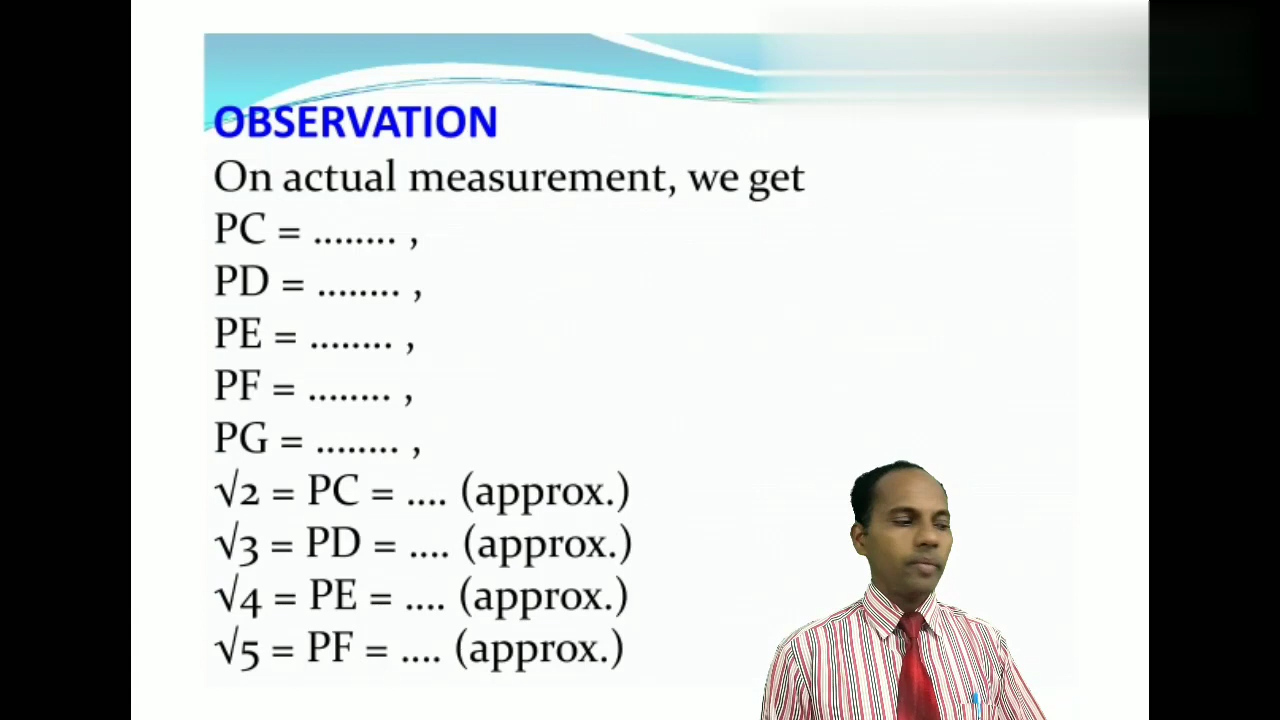 OBSERVATION
On actual measurement, we get
PC = ........ ,
PD = ........ ,
PE = ........ ,
PF = ........ ,
PG = ........ ,
√2 = PC = .... (approx.)
√3 = PD = .... (approx.)
√4 = PE = .... (approx.)
√5 = PF = .... (approx.)